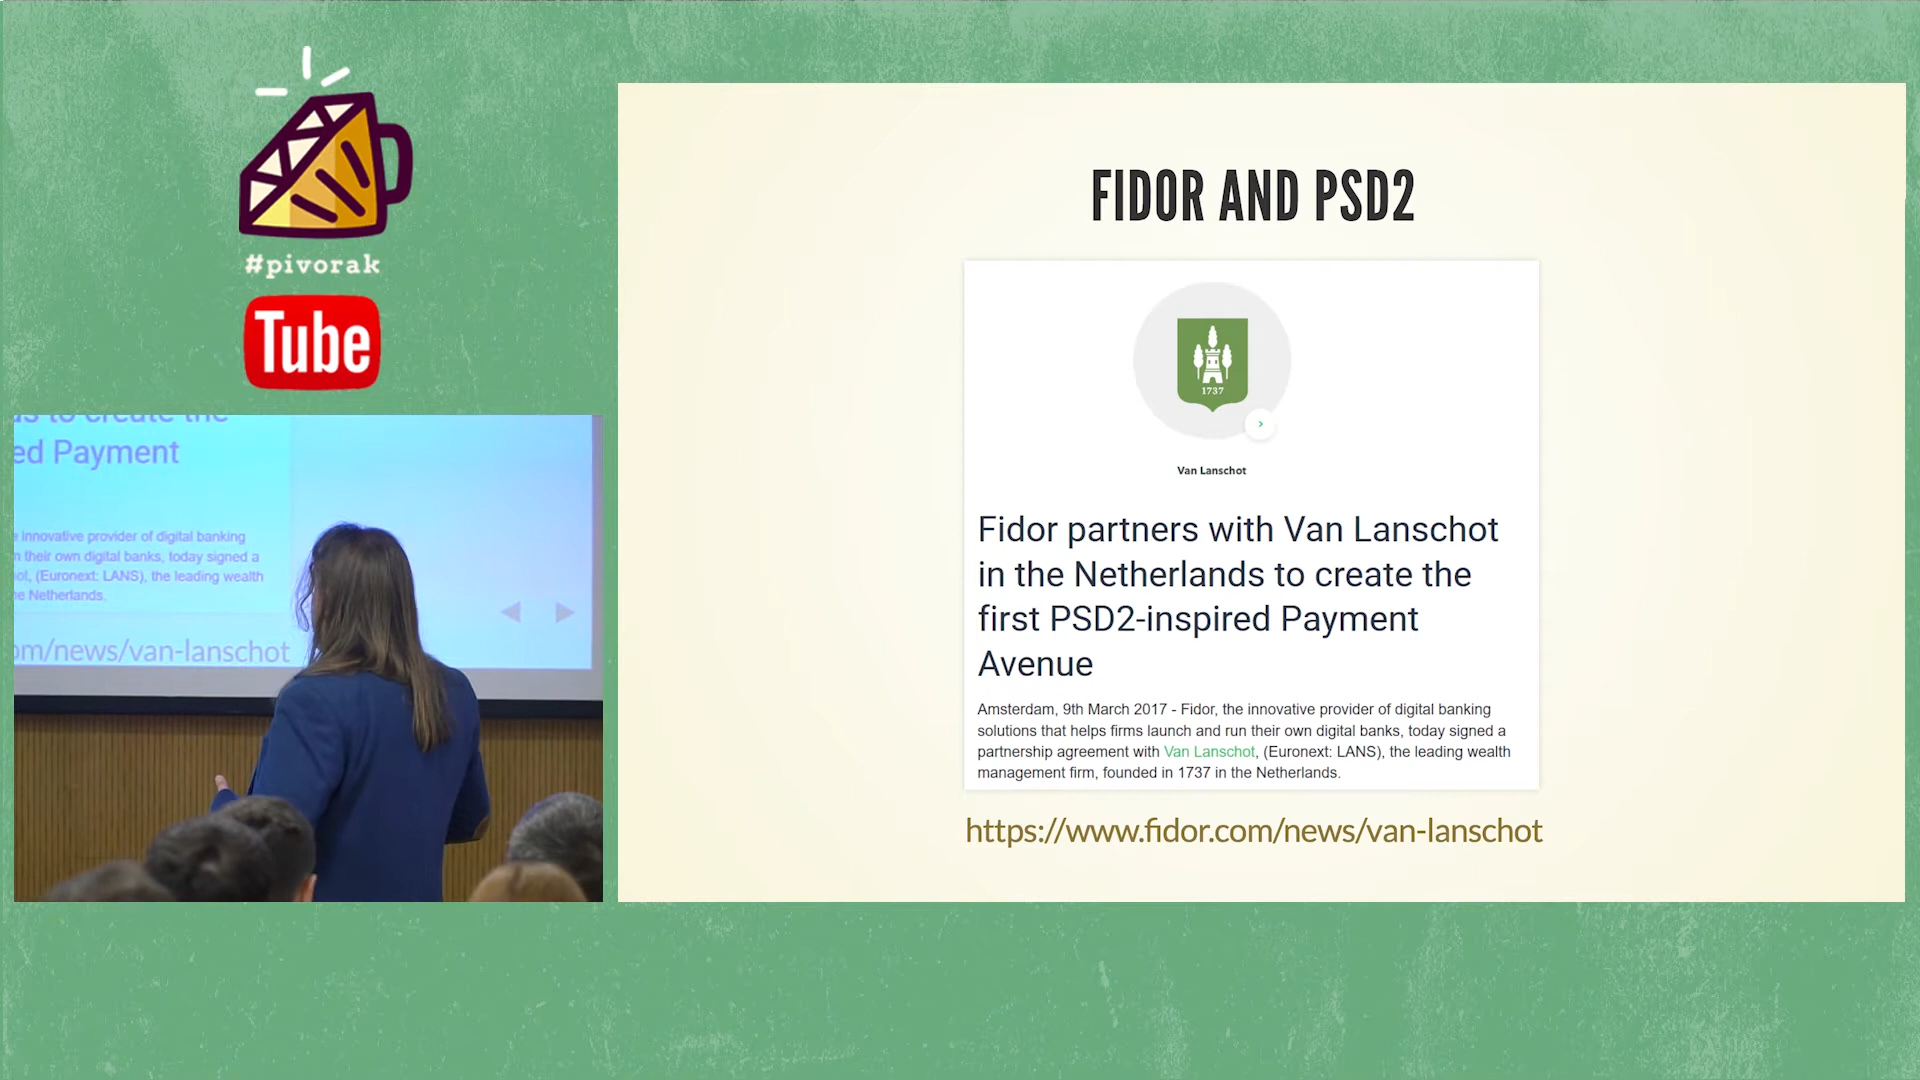 #pivorak
Tube
us to create the
ed Payment
innovative provider of digital banking
their own digital banks, today signed a
(Euronext: LANS), the leading wealth
Netherlands.
om/news/van-lanschot
FIDOR AND PSD2
1737
Van Lanschot
Fidor partners with Van Lanschot
in the Netherlands to create the
first PSD2-inspired Payment
Avenue
Amsterdam, 9th March 2017 - Fidor, the innovative provider of digital banking
solutions that helps firms launch and run their own digital banks, today signed a
partnership agreement with Van Lanschot, (Euronext: LANS), the leading wealth
management firm, founded in 1737 in the Netherlands.
https://www.fidor.com/news/van-lanschot